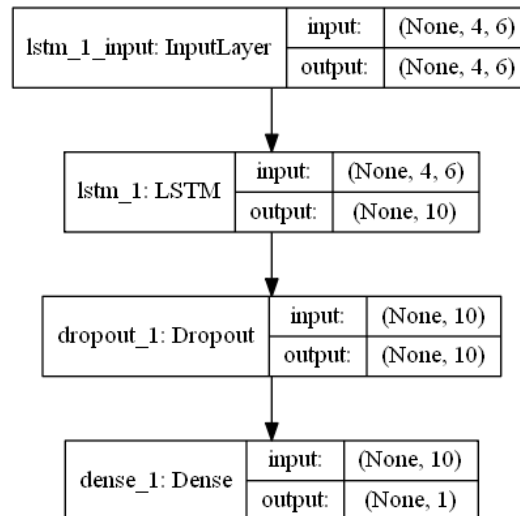 lstm_1_input: InputLayer
input: (None, 4, 6)
output: (None, 4, 6)
lstm_1: LSTM
input: (None, 4, 6)
output: (None, 10)
dropout_1: Dropout
input: (None, 10)
output: (None, 10)
dense_1: Dense
input: (None, 10)
output: (None, 1)